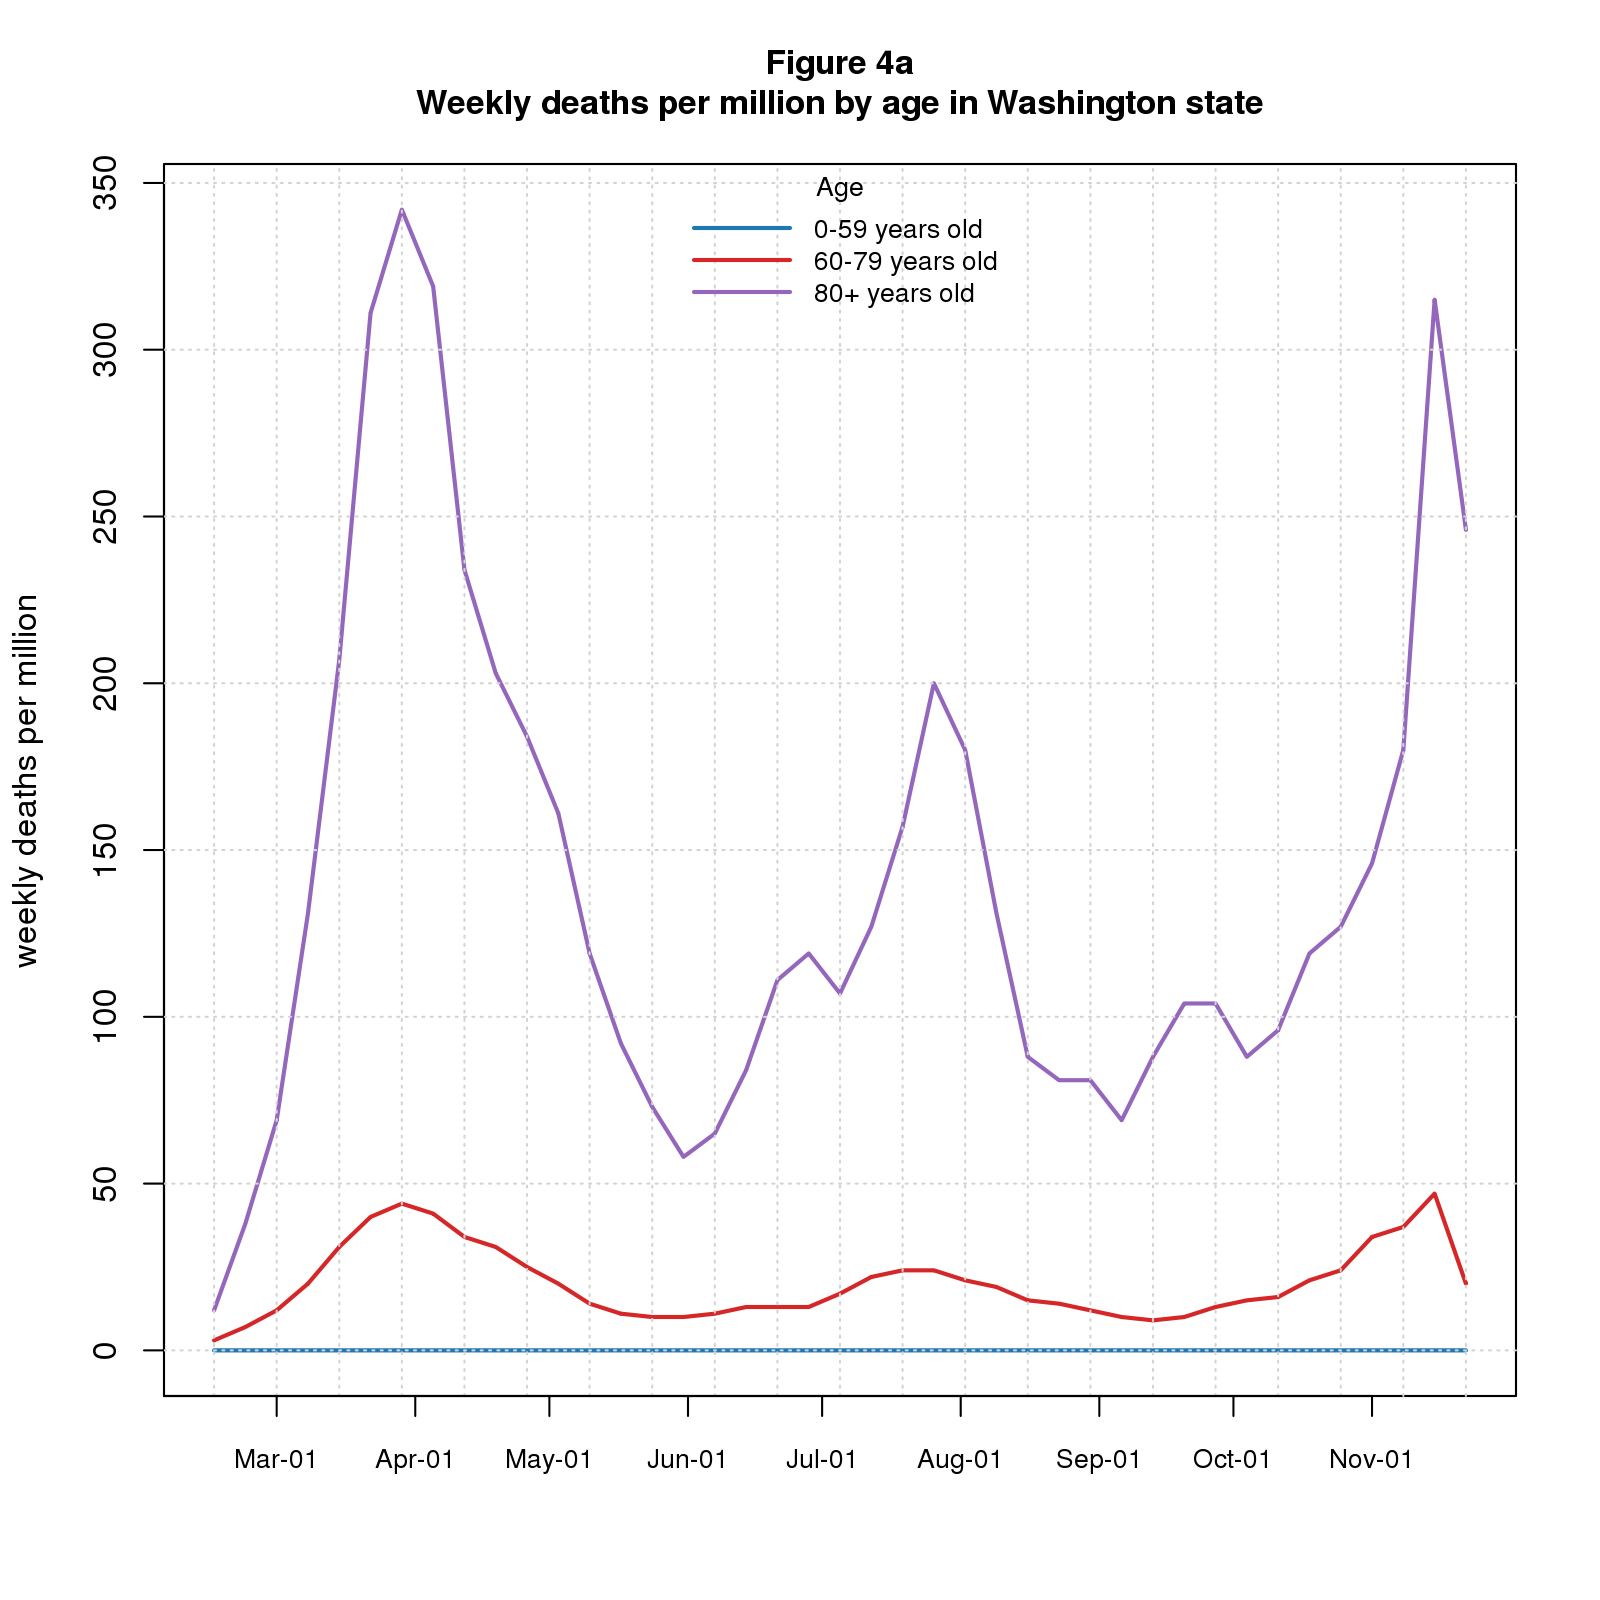 Figure 4a
Weekly deaths per million by age in Washington state
350
300
250
200
150
100
50
0
weekly deaths per million
Age
0-59 years old
60-79 years old
80+ years old
Mar-01 Apr-01 May-01 Jun-01 Jul-01 Aug-01 Sep-01 Oct-01 Nov-01